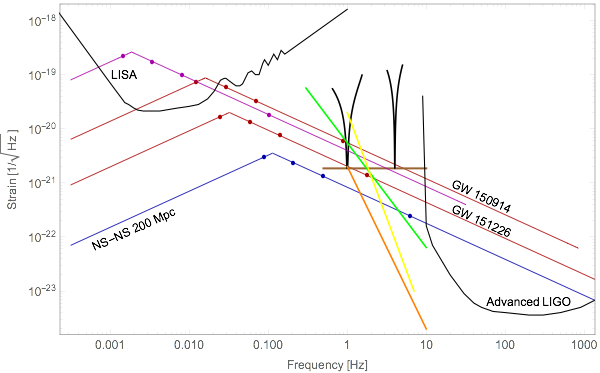 10⁻¹⁸
10⁻¹⁹
10⁻²⁰
10⁻²¹
10⁻²²
10⁻²³
Strain [1/√Hz]
LISA
GW 150914
GW 151226
NS−NS 200 Mpc
Advanced LIGO
0.001 0.010 0.100 1 10 100 1000
Frequency [Hz]